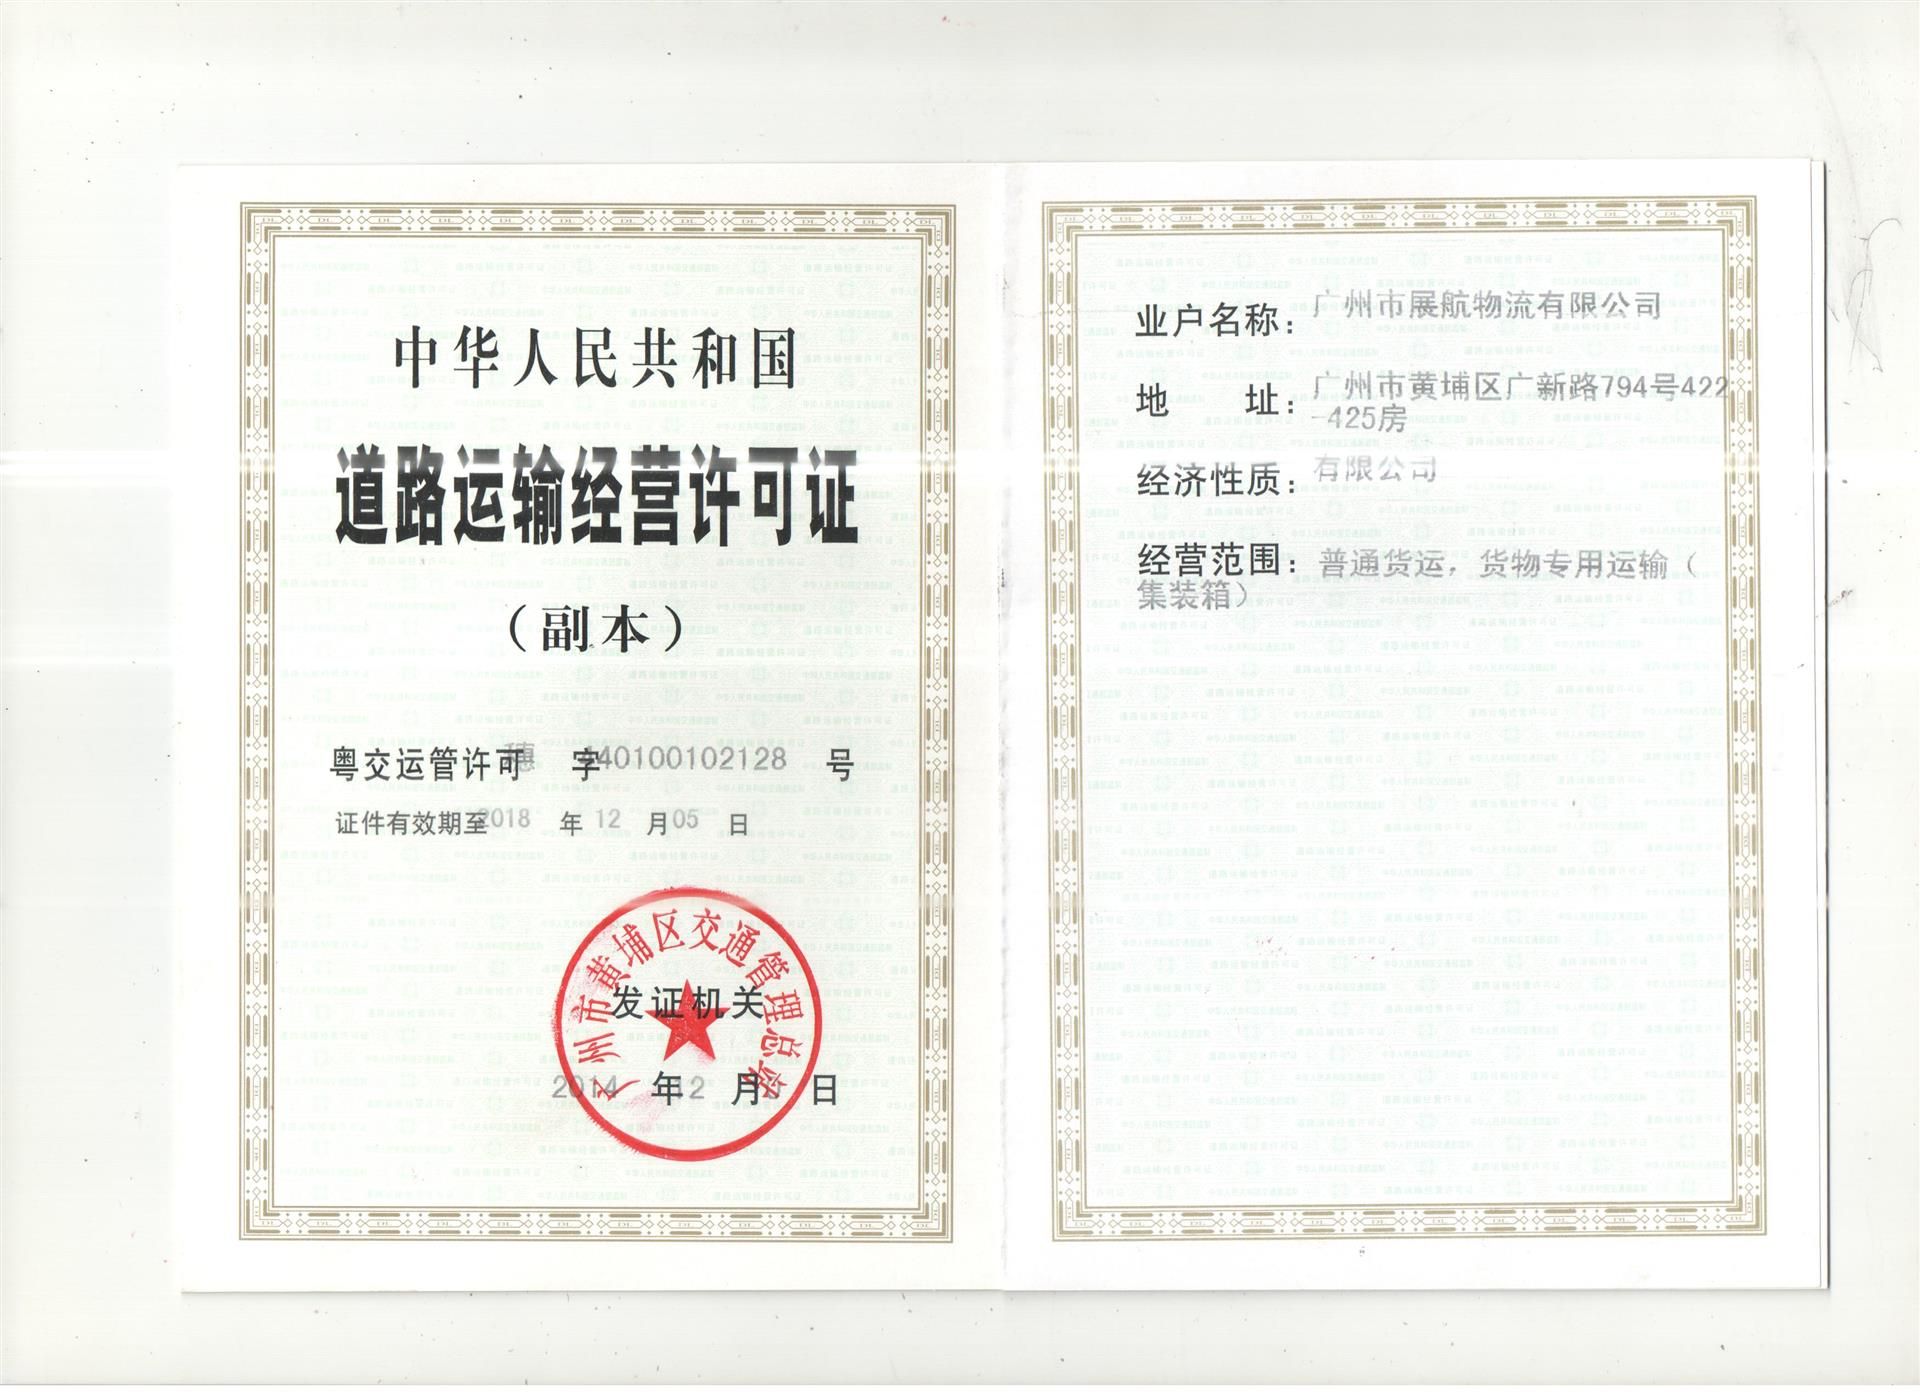 中华人民共和国
道路运输经营许可证
（副本）
粤交运管许可穗 字440100102128 号
证件有效期至2018 年 12 月05 日
广州市黄埔区交通管理总站
发证机关
2014 年12 月 日
业户名称：广州市展航物流有限公司
地 址：广州市黄埔区广新路794号422
-425房
经济性质：有限公司
经营范围：普通货运，货物专用运输（
集装箱）